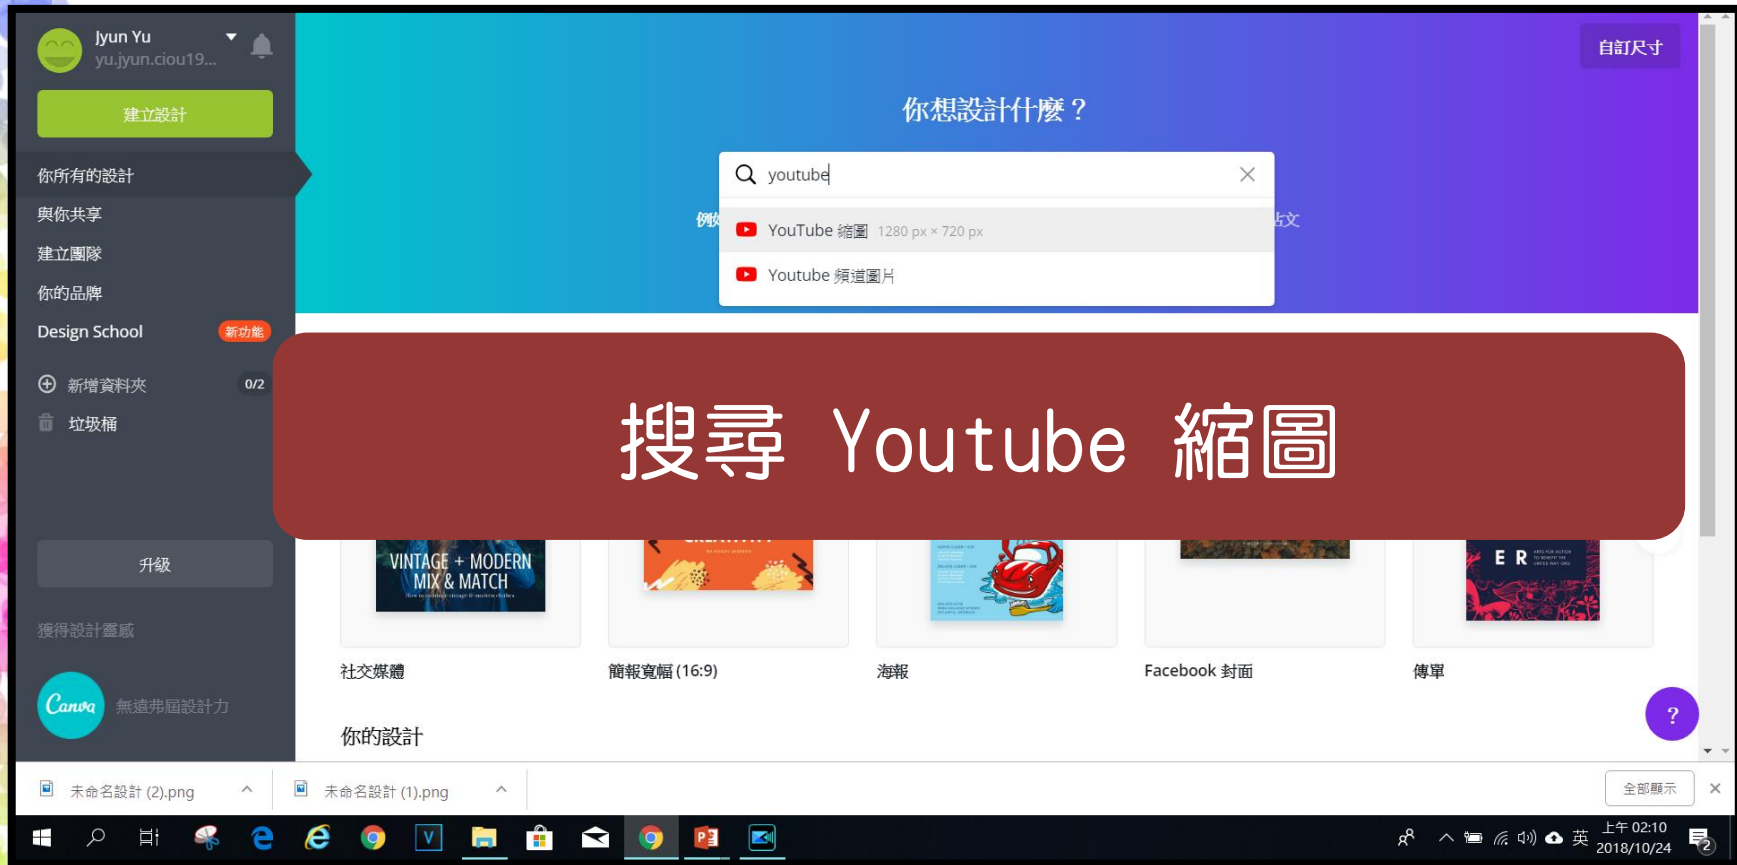 Jyun Yu
yu.jyun.ciou19...
建立設計
你所有的設計
與你共享
建立團隊
你的品牌
Design School
新功能
新增資料夾
0/2
垃圾桶
升級
獲得設計靈感
Canva
無遠弗屆設計力
自訂尺寸
你想設計什麼？
youtube
例如
YouTube 縮圖 1280 px × 720 px
Youtube 頻道圖片
貼文
搜尋 Youtube 縮圖
VINTAGE + MODERN
MIX & MATCH
CREATIVITY
E R
社交媒體
簡報寬幅 (16:9)
海報
Facebook 封面
傳單
?
你的設計
未命名設計 (2).png
未命名設計 (1).png
全部顯示
英
上午 02:10
2018/10/24
2